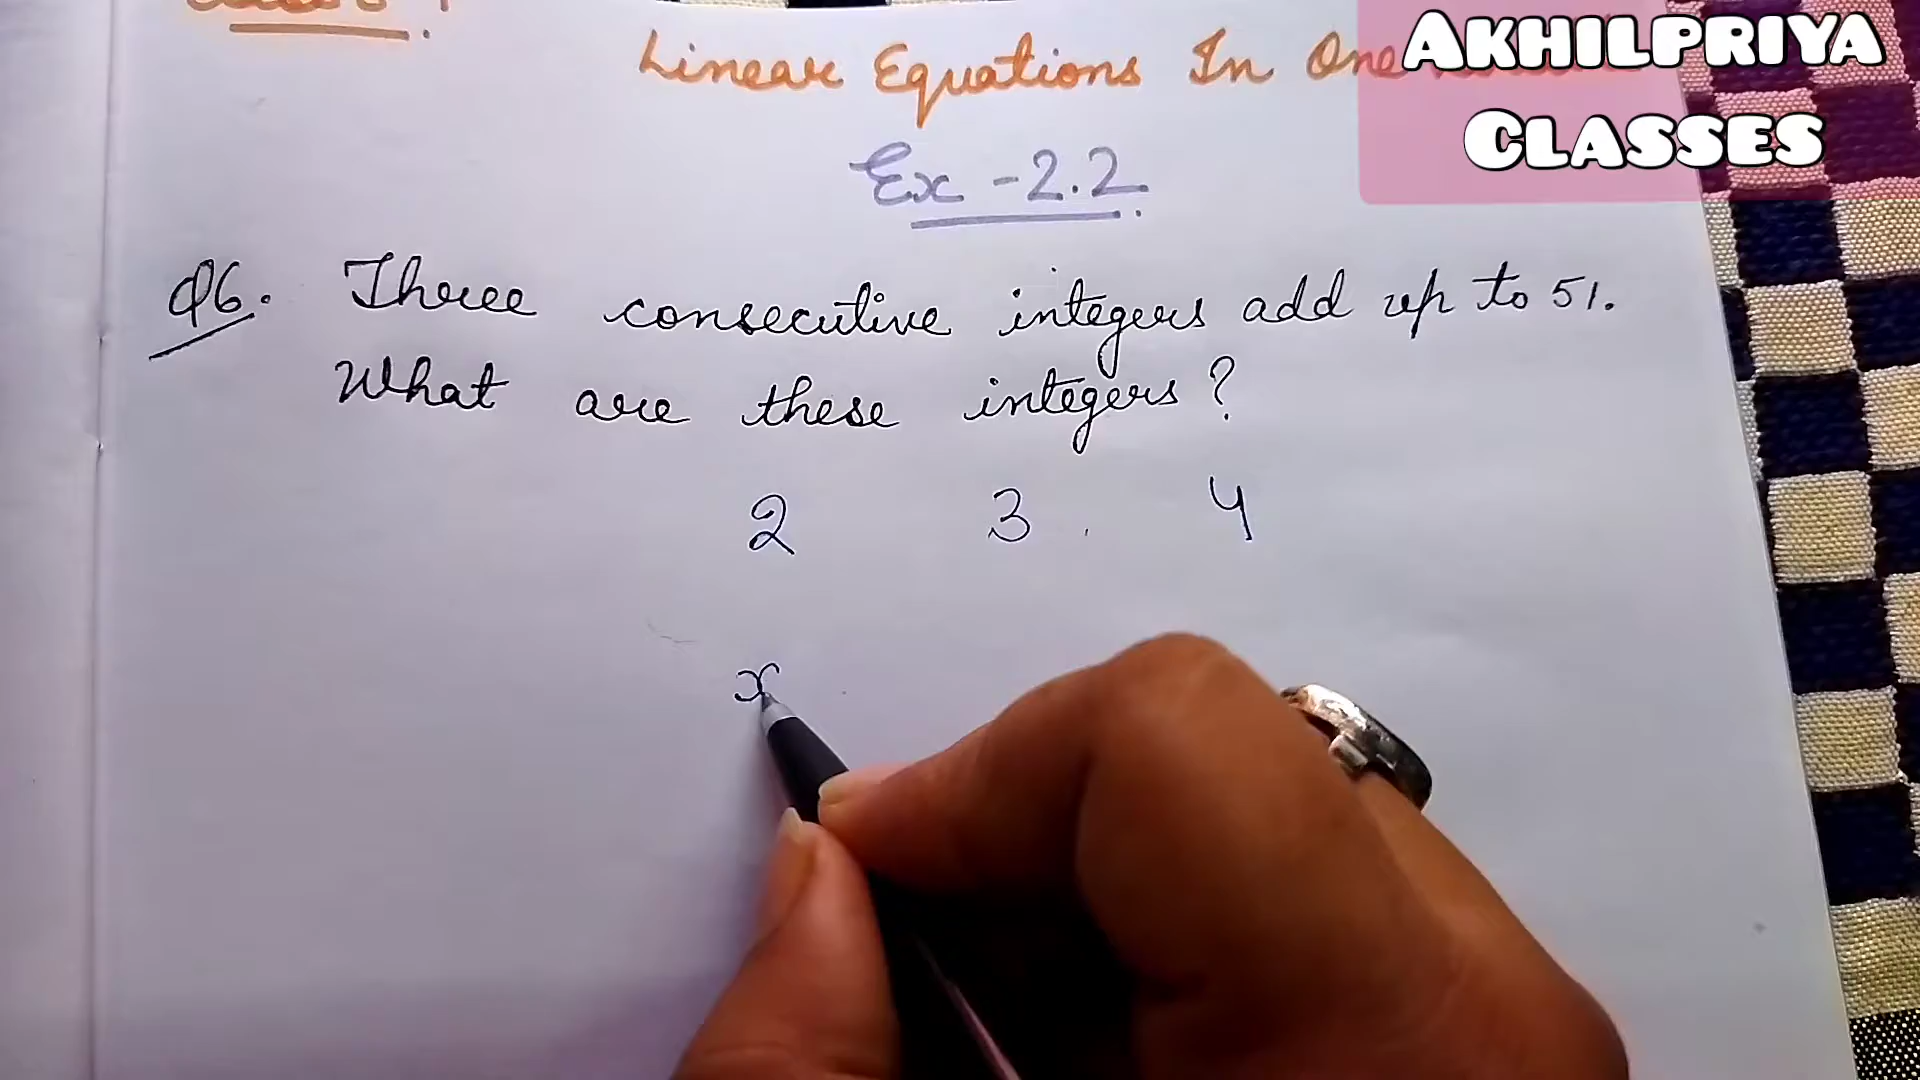 AKHILPRIYA
CLASSES
Linear Equations In One
Ex - 2.2
Q6. Three consecutive integers add up to 51.
What are these integers?
2 3 4
x